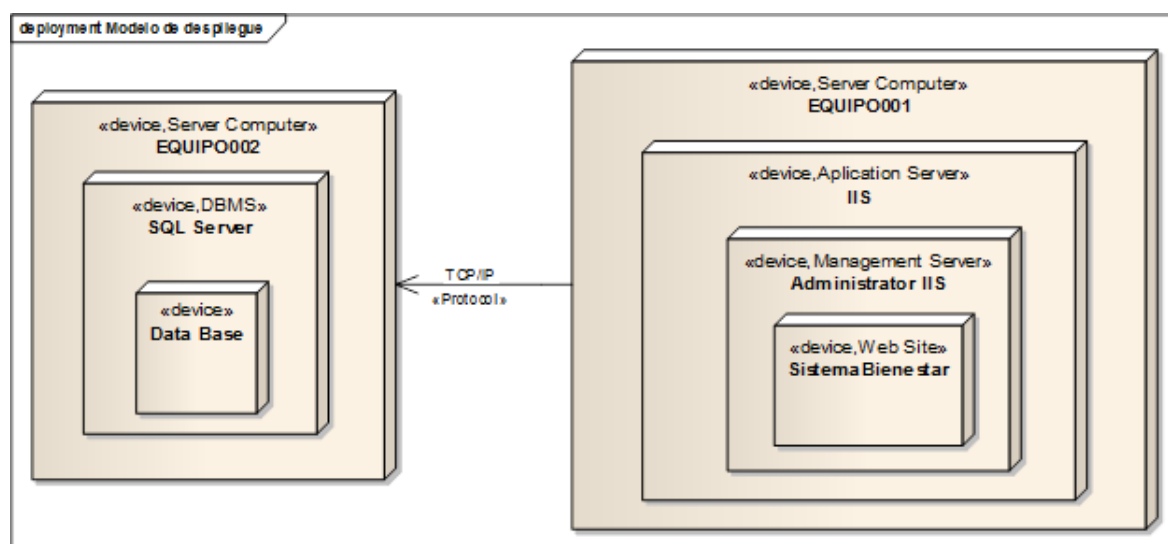 deployment Modelo de despliegue
«device,Server Computer»
EQUIPO002
«device,DBMS»
SQL Server
«device»
Data Base
TCP/IP
«Protocol»
«device,Server Computer»
EQUIPO001
«device,Aplication Server»
IIS
«device,Management Server»
Administrator IIS
«device,Web Site»
SistemaBienestar